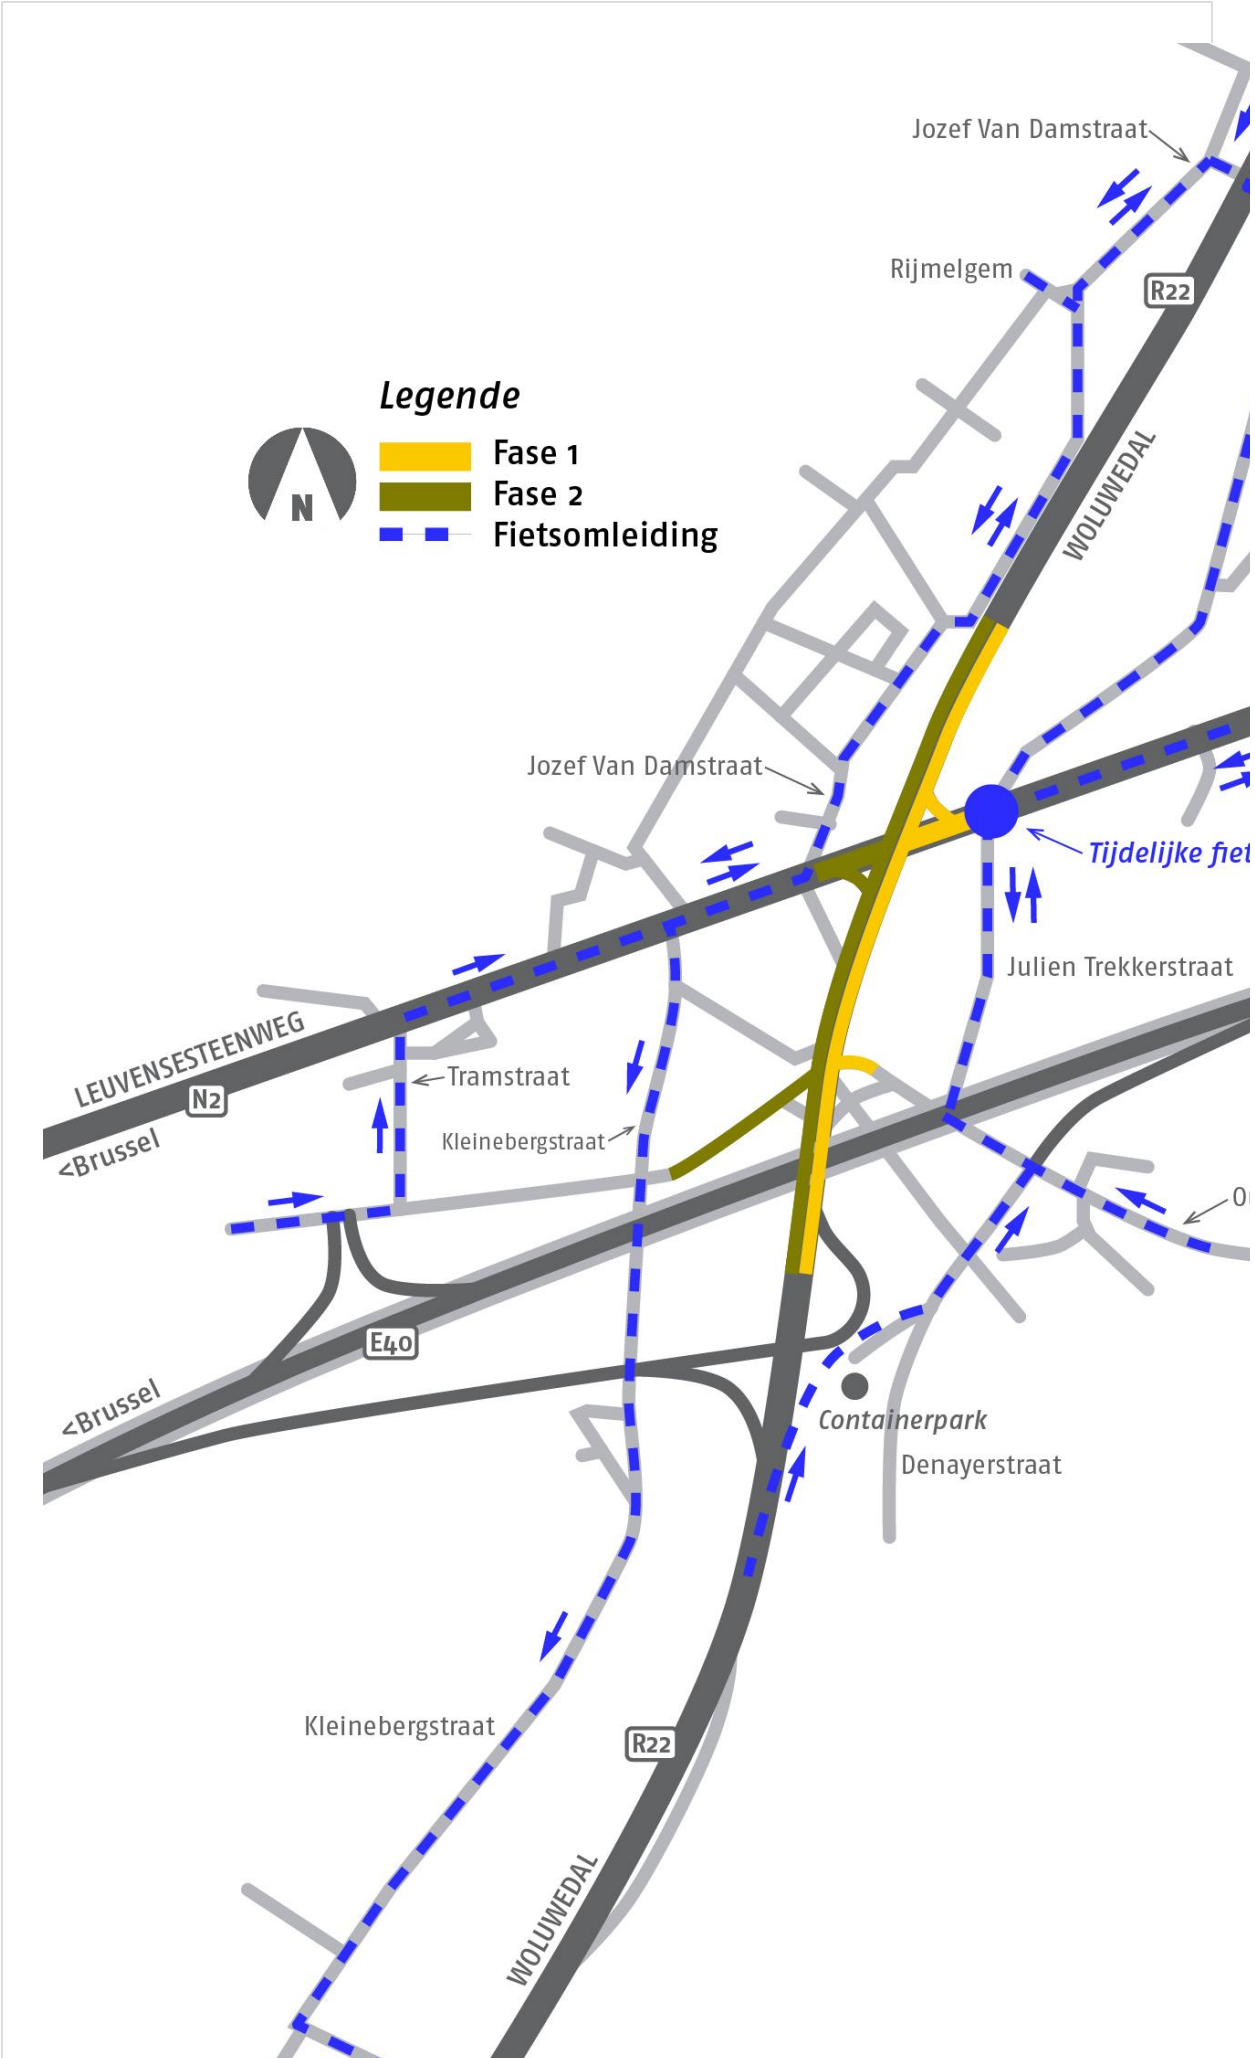 Jozef Van Damstraat
Rijmelgem
R22
Legende
Fase 1
Fase 2
Fietsomleiding
N
WOLUWEDAL
Jozef Van Damstraat
Tijdelijke
Julien Trekkerstraat
LEUVENSESTEENWEG
N2
<Brussel
Tramstraat
Kleinebergstraat
E40
<Brussel
Containerpark
Denayerstraat
Kleinebergstraat
R22
WOLUWEDAL